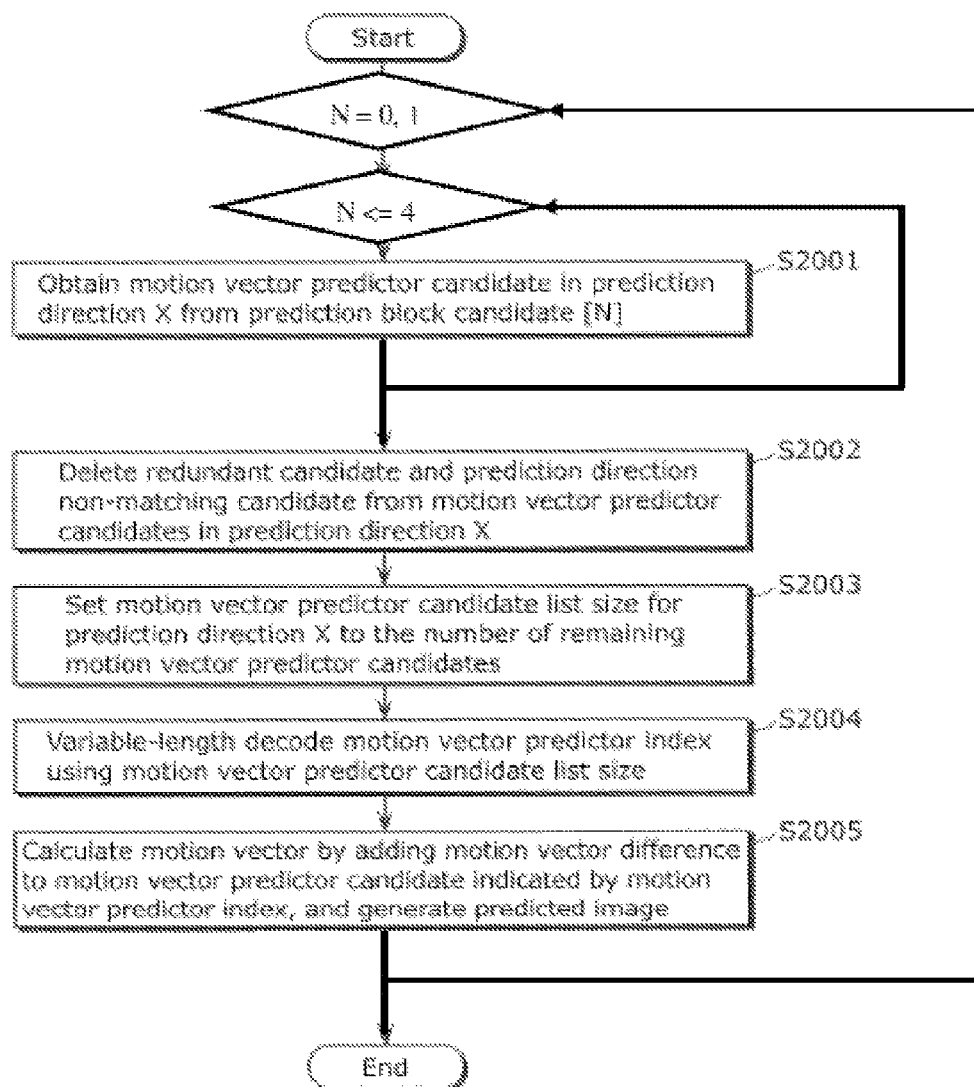 Start
N = 0, 1
N <= 4
S2001
Obtain motion vector predictor candidate in prediction
direction X from prediction block candidate [N]
S2002
Delete redundant candidate and prediction direction
non-matching candidate from motion vector predictor
candidates in prediction direction X
S2003
Set motion vector predictor candidate list size for
prediction direction X to the number of remaining
motion vector predictor candidates
S2004
Variable-length decode motion vector predictor index
using motion vector predictor candidate list size
S2005
Calculate motion vector by adding motion vector difference
to motion vector predictor candidate indicated by motion
vector predictor index, and generate predicted image
End